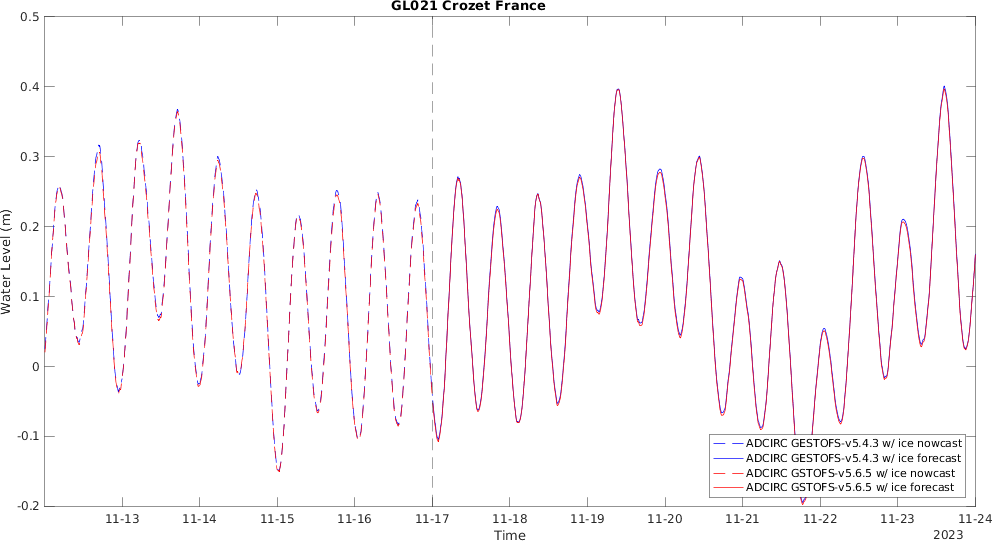 GL021 Crozet France
Water Level (m)
0.5
0.4
0.3
0.2
0.1
0
-0.1
-0.2
ADCIRC GESTOFS-v5.4.3 w/ ice nowcast
ADCIRC GESTOFS-v5.4.3 w/ ice forecast
ADCIRC GSTOFS-v5.6.5 w/ ice nowcast
ADCIRC GSTOFS-v5.6.5 w/ ice forecast
11-13 11-14 11-15 11-16 11-17 11-18 11-19 11-20 11-21 11-22 11-23 11-24
Time
2023